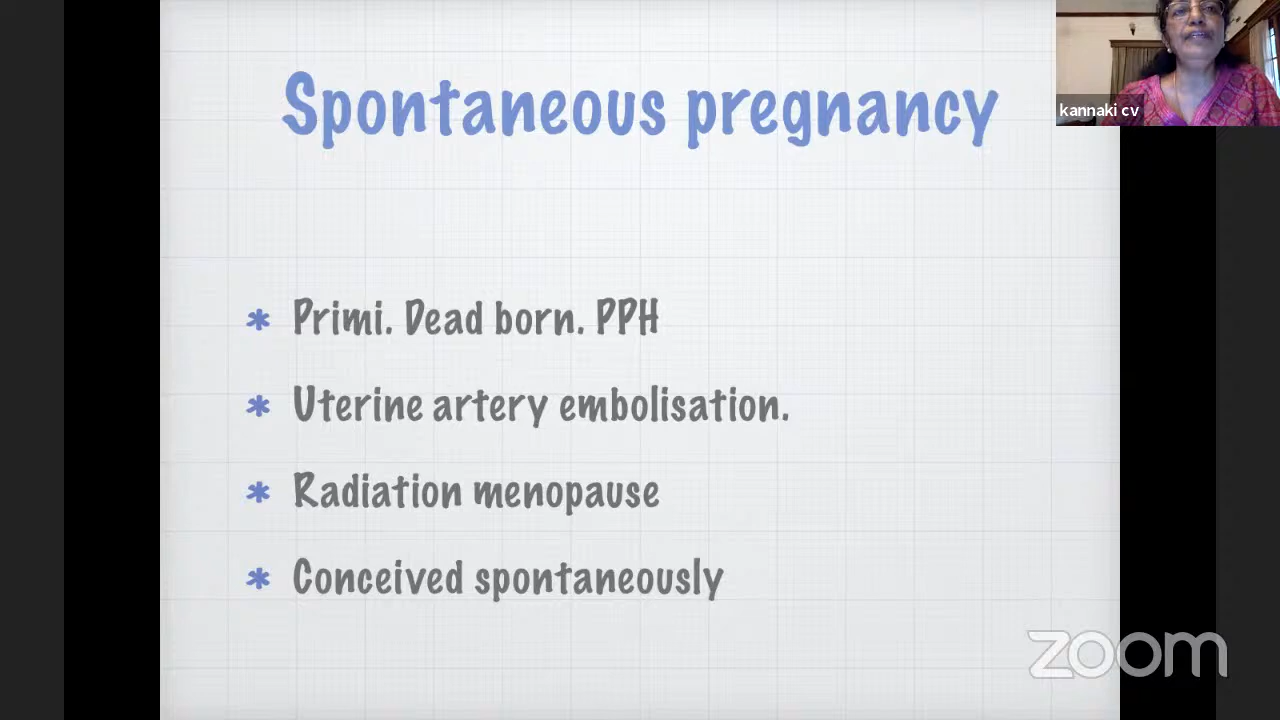 Spontaneous pregnancy
kannaki cv
* Primi. Dead born. PPH
* Uterine artery embolisation.
* Radiation menopause
* Conceived spontaneously
zoom